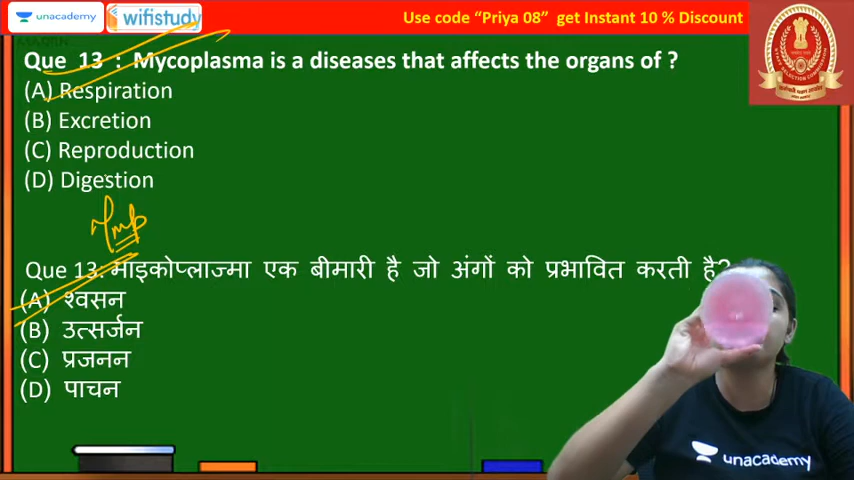 unacademy
wifistudy
Use code “Priya 08” get Instant 10 % Discount
Que 13 : Mycoplasma is a diseases that affects the organs of ?
(A) Respiration
(B) Excretion
(C) Reproduction
(D) Digestion
Imp
Que 13: माइकोप्लाज्मा एक बीमारी है जो अंगों को प्रभावित करती है?
(A) श्वसन
(B) उत्सर्जन
(C) प्रजनन
(D) पाचन
unacademy